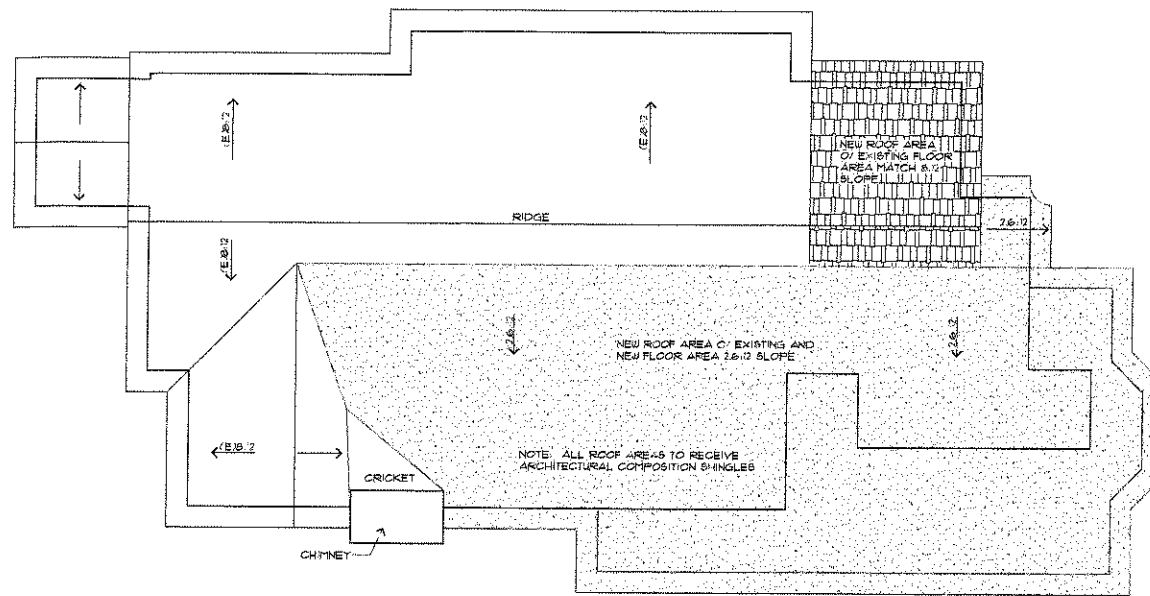 (E)8:12
(E)8:12
NEW ROOF AREA
O/ EXISTING FLOOR
AREA MATCH 8:12
SLOPE
RIDGE
2.6:12
(E)8:12
2.6:12
2.6:12
NEW ROOF AREA O/ EXISTING AND
NEW FLOOR AREA 2.6:12 SLOPE
(E)8:12
NOTE: ALL ROOF AREAS TO RECEIVE
ARCHITECTURAL COMPOSITION SHINGLES
CRICKET
CHIMNEY